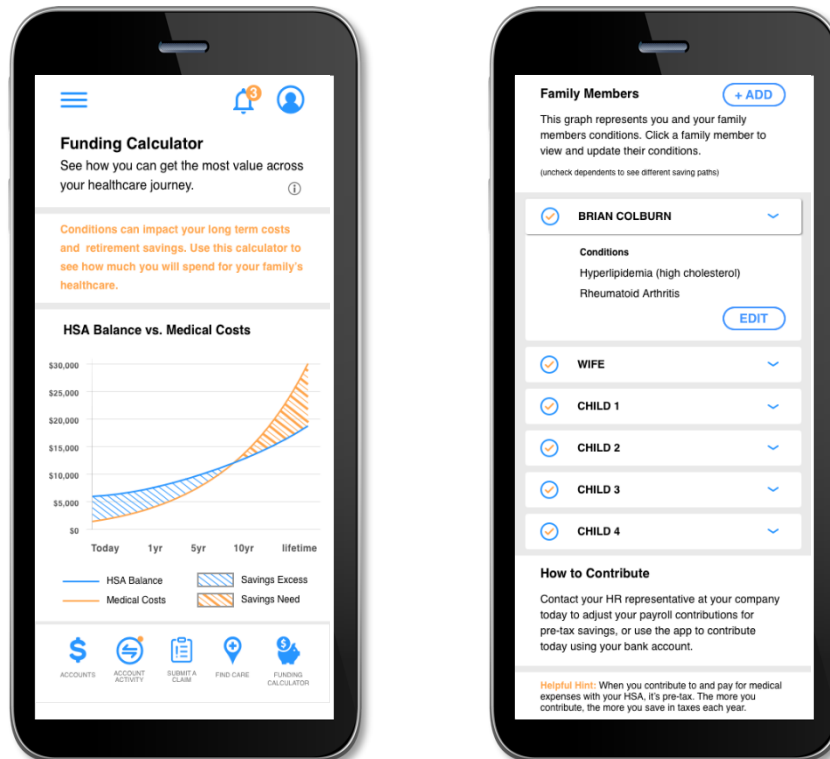 3
Funding Calculator
See how you can get the most value across
your healthcare journey.
Conditions can impact your long term costs
and retirement savings. Use this calculator to
see how much you will spend for your family's
healthcare.
HSA Balance vs. Medical Costs
$30,000
$25,000
$20,000
$15,000
$10,000
$5,000
$0
Today 1yr 5yr 10yr lifetime
HSA Balance Savings Excess
Medical Costs Savings Need
ACCOUNTS
ACCOUNT
ACTIVITY
SUBMIT A
CLAIM
FIND CARE
FUNDING
CALCULATOR
Family Members
+ ADD
This graph represents you and your family
members conditions. Click a family member to
view and update their conditions.
(uncheck dependents to see different saving paths)
BRIAN COLBURN
Conditions
Hyperlipidemia (high cholesterol)
Rheumatoid Arthritis
EDIT
WIFE
CHILD 1
CHILD 2
CHILD 3
CHILD 4
How to Contribute
Contact your HR representative at your company
today to adjust your payroll contributions for
pre-tax savings, or use the app to contribute
today using your bank account.
Helpful Hint: When you contribute to and pay for medical
expenses with your HSA, it's pre-tax. The more you
contribute, the more you save in taxes each year.